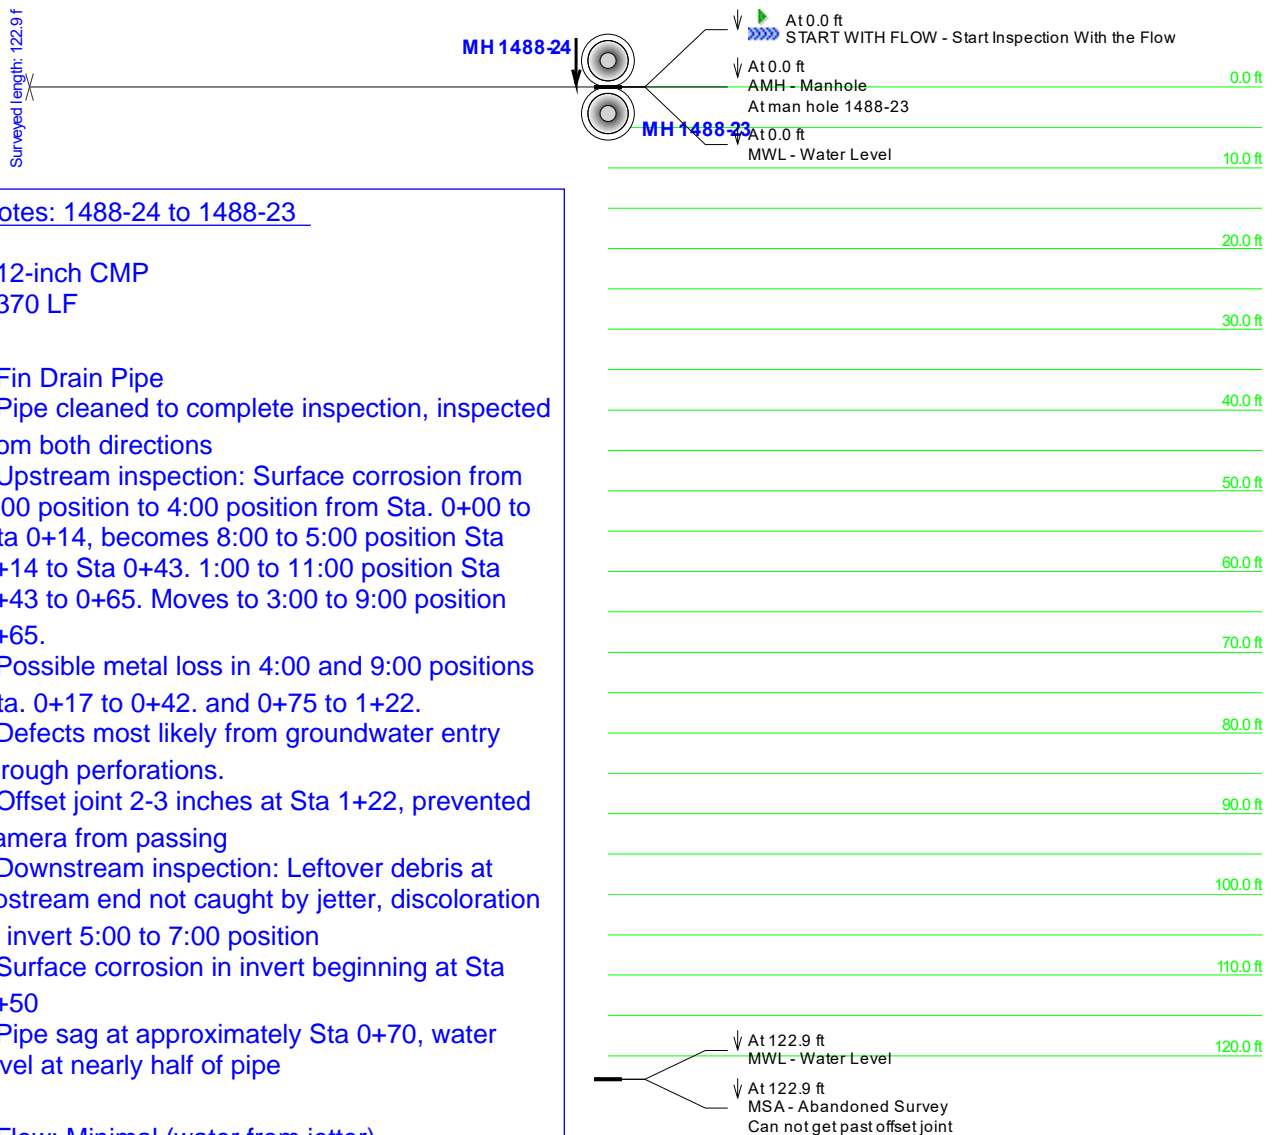 Surveyed length: 122.9 f
MH 1488-24
MH 1488-23
At 0.0 ft
START WITH FLOW - Start Inspection With the Flow
At 0.0 ft
AMH - Manhole
At man hole 1488-23
At 0.0 ft
MWL - Water Level
0.0 ft
10.0 ft
20.0 ft
30.0 ft
40.0 ft
50.0 ft
60.0 ft
70.0 ft
80.0 ft
90.0 ft
100.0 ft
110.0 ft
120.0 ft
otes: 1488-24 to 1488-23
12-inch CMP
370 LF
Fin Drain Pipe
Pipe cleaned to complete inspection, inspected
om both directions
Upstream inspection: Surface corrosion from
:00 position to 4:00 position from Sta. 0+00 to
ta 0+14, becomes 8:00 to 5:00 position Sta
+14 to Sta 0+43. 1:00 to 11:00 position Sta
+43 to 0+65. Moves to 3:00 to 9:00 position
+65.
Possible metal loss in 4:00 and 9:00 positions
ta. 0+17 to 0+42. and 0+75 to 1+22.
Defects most likely from groundwater entry
rough perforations.
Offset joint 2-3 inches at Sta 1+22, prevented
amera from passing
Downstream inspection: Leftover debris at
pstream end not caught by jetter, discoloration
invert 5:00 to 7:00 position
Surface corrosion in invert beginning at Sta
+50
Pipe sag at approximately Sta 0+70, water
vel at nearly half of pipe
Flow: Minimal (water from jetter)
At 122.9 ft
MWL - Water Level
At 122.9 ft
MSA - Abandoned Survey
Can not get past offset joint